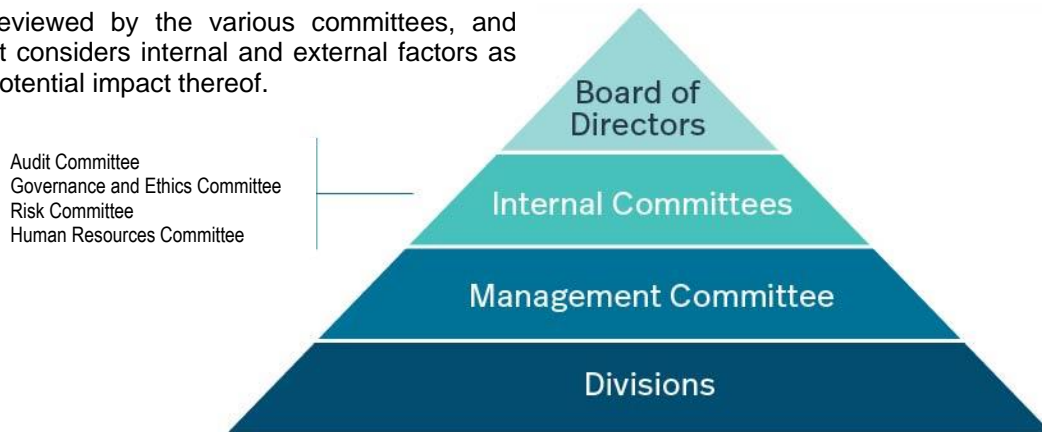 eviewed by the various committees, and
t considers internal and external factors as
otential impact thereof.
Board of
Directors
Audit Committee
Governance and Ethics Committee
Risk Committee
Human Resources Committee
Internal Committees
Management Committee
Divisions